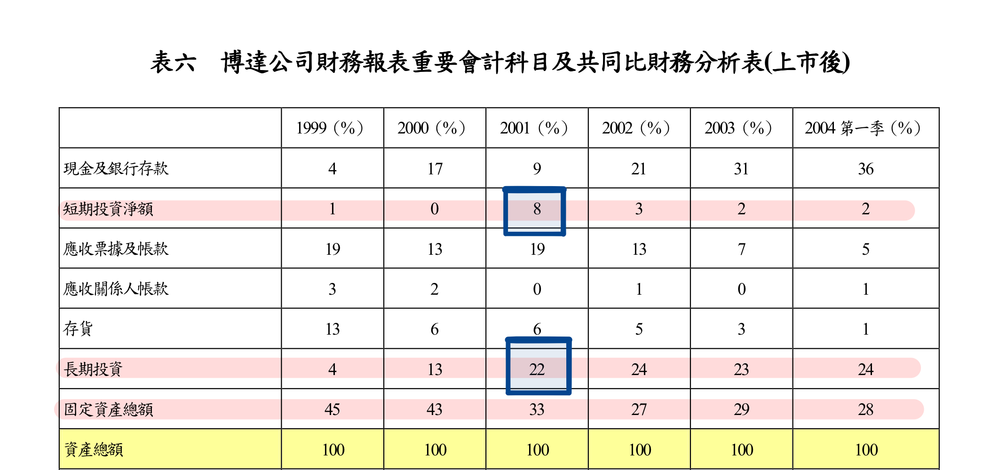 表六　博達公司財務報表重要會計科目及共同比財務分析表(上市後)
1999（%） 2000（%） 2001（%） 2002（%） 2003（%） 2004 第一季（%）
現金及銀行存款 4 17 9 21 31 36
短期投資淨額 1 0 8 3 2 2
應收票據及帳款 19 13 19 13 7 5
應收關係人帳款 3 2 0 1 0 1
存貨 13 6 6 5 3 1
長期投資 4 13 22 24 23 24
固定資產總額 45 43 33 27 29 28
資產總額 100 100 100 100 100 100